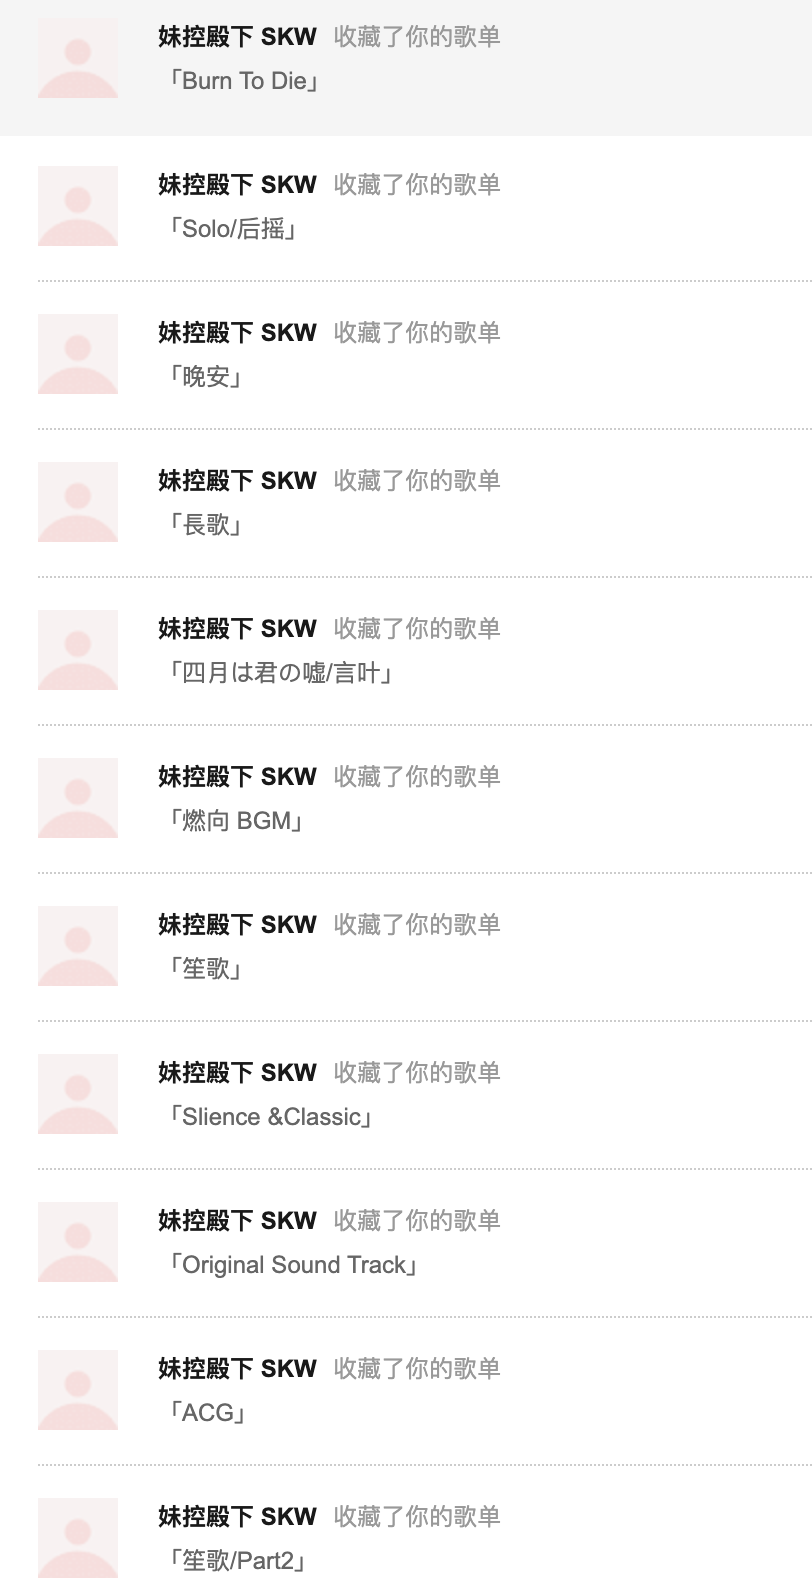 妹控殿下 SKW 收藏了你的歌单
「Burn To Die」
妹控殿下 SKW 收藏了你的歌单
「Solo/后摇」
妹控殿下 SKW 收藏了你的歌单
「晚安」
妹控殿下 SKW 收藏了你的歌单
「長歌」
妹控殿下 SKW 收藏了你的歌单
「四月は君の嘘/言叶」
妹控殿下 SKW 收藏了你的歌单
「燃向 BGM」
妹控殿下 SKW 收藏了你的歌单
「笙歌」
妹控殿下 SKW 收藏了你的歌单
「Slience &Classic」
妹控殿下 SKW 收藏了你的歌单
「Original Sound Track」
妹控殿下 SKW 收藏了你的歌单
「ACG」
妹控殿下 SKW 收藏了你的歌单
「笙歌/Part2」